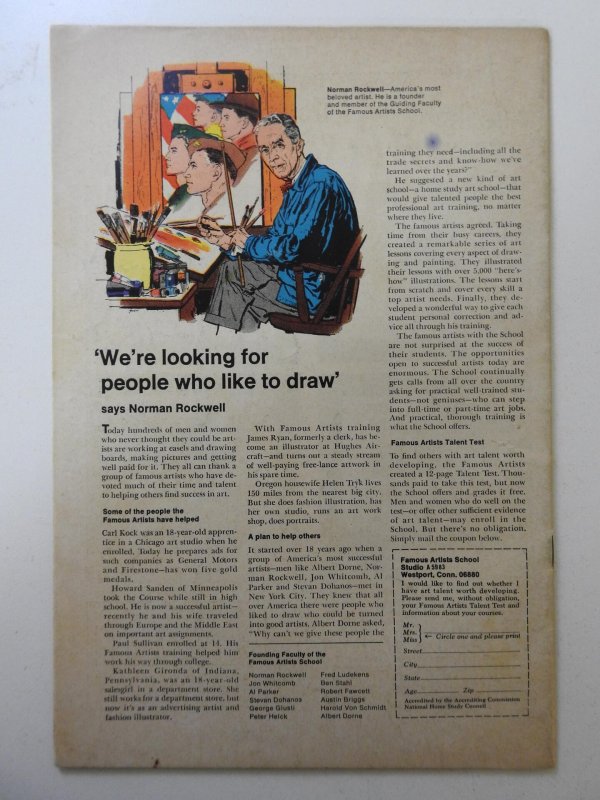 Norman Rockwell—America's most
beloved artist. He is a founder
and member of the Guiding Faculty
of the Famous Artists School.
'We're looking for
people who like to draw'
says Norman Rockwell
Today hundreds of men and women
who never thought they could be art-
ists are working at easels and drawing
boards, making pictures and getting
well paid for it. They all can thank a
group of famous artists who have de-
voted much of their time and talent
to helping others find success in art.
Some of the people the
Famous Artists have helped
Carl Kock was an 18-year-old appren-
tice in a Chicago art studio when he
enrolled. Today he prepares ads for
such companies as General Motors
and Firestone—has won five gold
medals.
Howard Sanden of Minneapolis
took the Course while still in high
school. He is now a successful artist—
recently he and his wife traveled
through Europe and the Middle East
on important art assignments.
Paul Sullivan enrolled at 14. His
Famous Artists training helped him
work his way through college.
Kathleen Gironda of Indiana,
Pennsylvania, was an 18-year-old
salesgirl in a department store. She
still works for a department store, but
now it's as an advertising artist and
fashion illustrator.
With Famous Artists training
James Ryan, formerly a clerk, has be-
come an illustrator at Hughes Air-
craft—and turns out a steady stream
of well-paying free-lance artwork in
his spare time.
Oregon housewife Helen Tryk lives
150 miles from the nearest big city.
But she does fashion illustration, has
her own studio, runs an art work
shop, does portraits.
A plan to help others
It started over 18 years ago when a
group of America's most successful
artists—men like Albert Dorne, Nor-
man Rockwell, Jon Whitcomb, Al
Parker and Stevan Dohanos—met in
New York City. They knew that all
over America there were people who
liked to draw who could be turned
into good artists. Albert Dorne asked,
"Why can't we give these people the
Founding Faculty of the
Famous Artists School
Norman Rockwell
Jon Whitcomb
Al Parker
Stevan Dohanos
George Giusti
Peter Helck
Fred Ludekens
Ben Stahl
Robert Fawcett
Austin Briggs
Harold Von Schmidt
Albert Dorne
training they need—including all the
trade secrets and know-how we've
learned over the years?"
He suggested a new kind of art
school—a home study art school—that
would give talented people the best
professional art training, no matter
where they live.
The famous artists agreed. Taking
time from their busy careers, they
created a remarkable series of art
lessons covering every aspect of draw-
ing and painting. They illustrated
their lessons with over 5,000 "here's-
how" illustrations. The lessons start
from scratch and cover every skill a
top artist needs. Finally, they de-
veloped a wonderful way to give each
student personal correction and ad-
vice all through his training.
The famous artists with the School
are not surprised at the success of
their students. The opportunities
open to successful artists today are
enormous. The School continually
gets calls from all over the country
asking for practical well-trained stu-
dents—not geniuses—who can step
into full-time or part-time art jobs.
And practical, thorough training is
what the School offers.
Famous Artists Talent Test
To find others with art talent worth
developing, the Famous Artists
created a 12-page Talent Test. Thou-
sands paid to take this test, but now
the School offers and grades it free.
Men and women who do well on the
test—or offer other sufficient evidence
of art talent—may enroll in the
School. But there's no obligation.
Simply mail the coupon below.
Famous Artists School
Studio A 5983
Westport, Conn. 06880
I would like to find out whether I
have art talent worth developing.
Please send me, without obligation,
your Famous Artists Talent Test and
information about your courses.
Mr.
Mrs. ← Circle one and please print
Miss
Street
City
State
Age Zip
Accredited by the Accrediting Commission
National Home Study Council